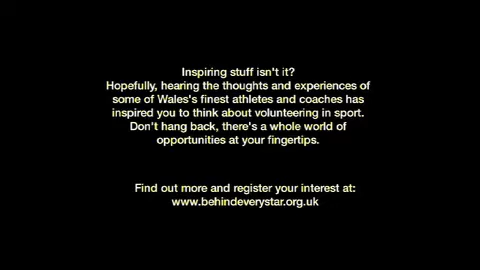 Inspiring stuff isn't it?
Hopefully, hearing the thoughts and experiences of
some of Wales's finest athletes and coaches has
inspired you to think about volunteering in sport.
Don't hang back, there's a whole world of
opportunities at your fingertips.
Find out more and register your interest at:
www.behindeverystar.org.uk